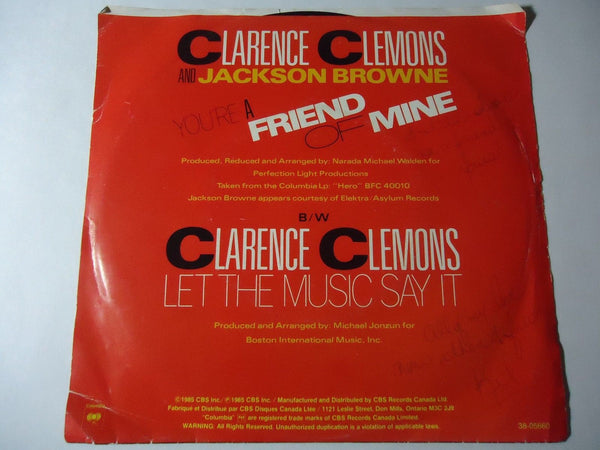 CLARENCE CLEMONS
AND JACKSON BROWNE
YOU'RE A FRIEND OF MINE
Produced, Reduced and Arranged by: Narada Michael Walden for
Perfection Light Productions
Taken from the Columbia Lp: "Hero" BFC 40010
Jackson Browne appears courtesy of Elektra/Asylum Records
B/W
CLARENCE CLEMONS
LET THE MUSIC SAY IT
Produced and Arranged by: Michael Jonzun for
Boston International Music, Inc.
© 1985 CBS Inc./ ℗ 1985 CBS Inc. / Manufactured and Distributed by CBS Records Canada Ltd.
Fabriqué et Distribue par CBS Disques Canada Ltée / 1121 Leslie Street, Don Mills, Ontario M3C 2J9
"Columbia" are registered trade marks of CBS Records Canada Limited.
WARNING. All Rights Reserved. Unauthorized duplication is a violation of applicable laws.
38-05660